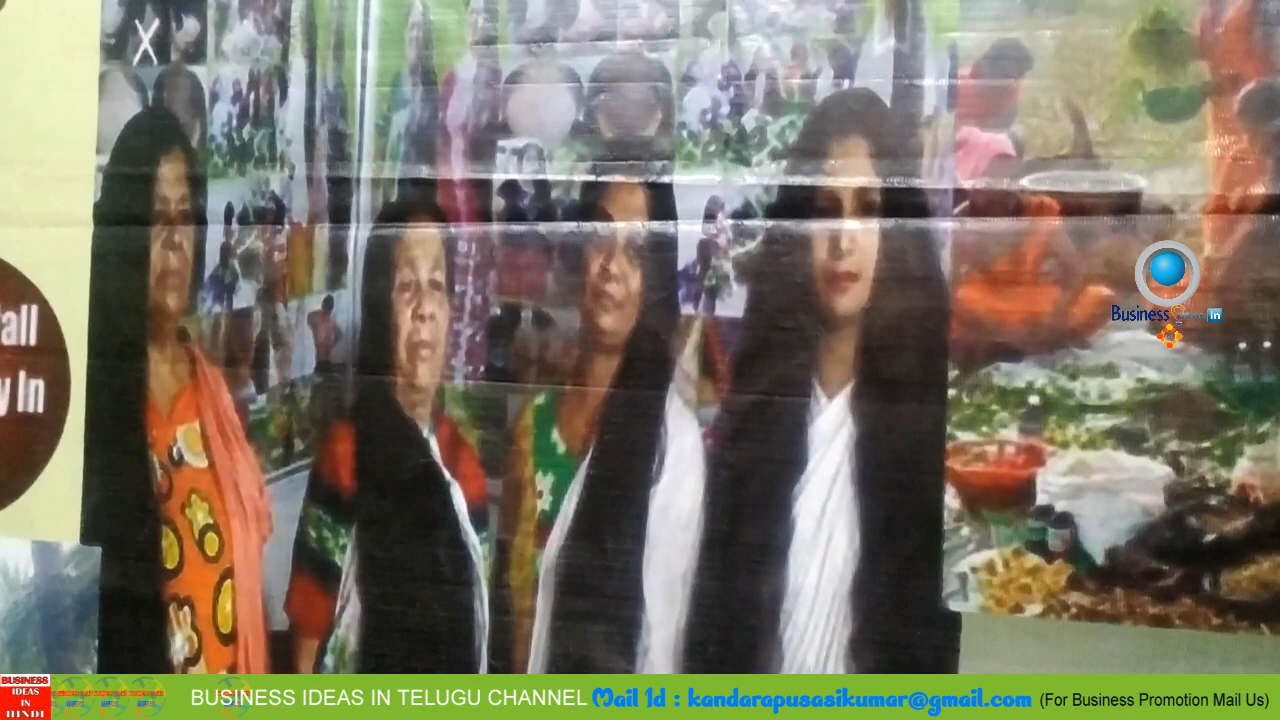 X
all
y In
Business
in
BUSINESS
IDEAS
IN
HINDI
BUSINESS IDEAS IN TELUGU CHANNEL Mail Id : kandarapusasikumar@gmail.com (For Business Promotion Mail Us)